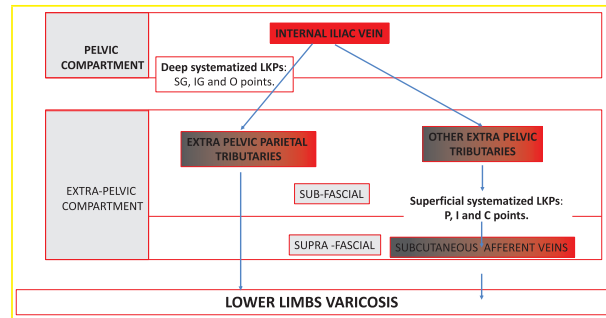 INTERNAL ILIAC VEIN
PELVIC
COMPARTMENT
Deep systematized LKPs:
SG, IG and O points.
EXTRA PELVIC PARIETAL
TRIBUTARIES
OTHER EXTRA PELVIC
TRIBUTARIES
EXTRA-PELVIC
COMPARTMENT
SUB-FASCIAL
Superficial systematized LKPs:
P, I and C points.
SUPRA -FASCIAL
SUBCUTANEOUS AFFERENT VEINS
LOWER LIMBS VARICOSIS